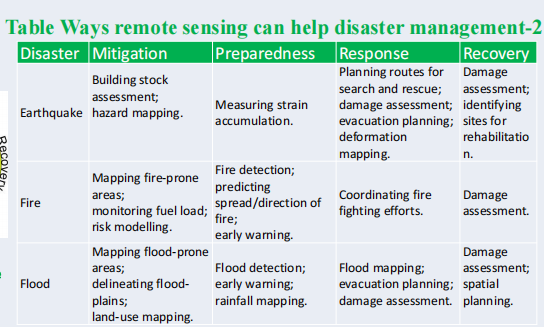 Table Ways remote sensing can help disaster management-2
Disaster Mitigation Preparedness Response Recovery
Earthquake
Building stock
assessment;
hazard mapping.
Measuring strain
accumulation.
Planning routes for
search and rescue;
damage assessment;
evacuation planning;
deformation
mapping.
Damage
assessment;
identifying
sites for
rehabilitatio
n.
Fire
Mapping fire-prone
areas;
monitoring fuel load;
risk modelling.
Fire detection;
predicting
spread/direction of
fire;
early warning.
Coordinating fire
fighting efforts.
Damage
assessment.
Flood
Mapping flood-prone
areas;
delineating flood-
plains;
land-use mapping.
Flood detection;
early warning;
rainfall mapping.
Flood mapping;
evacuation planning;
damage assessment.
Damage
assessment;
spatial
planning.
Recovery